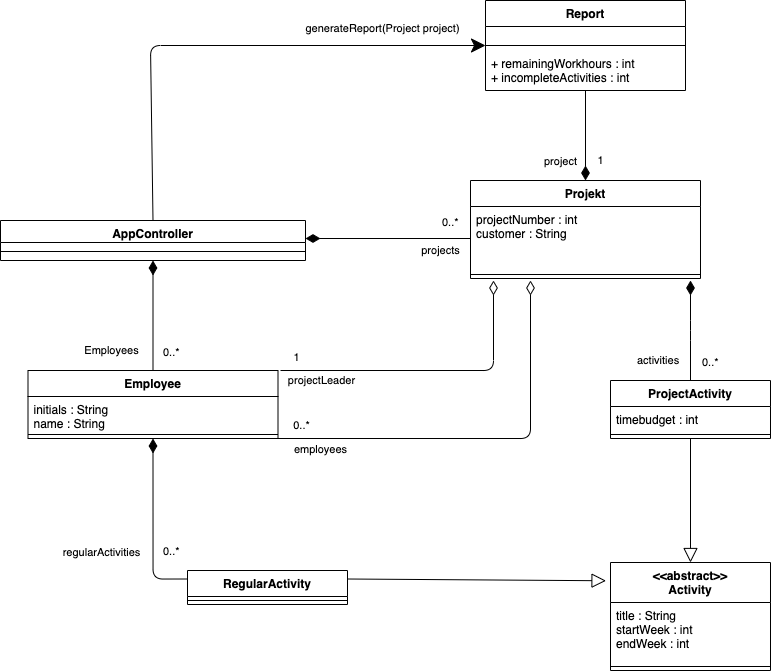 Report
generateReport(Project project)
+ remainingWorkhours : int
+ incompleteActivities : int
project 1
Projekt
projectNumber : int
customer : String
0..*
projects
AppController
Employees 0..*
1
projectLeader
Employee
initials : String
name : String
0..*
employees
activities 0..*
ProjectActivity
timebudget : int
regularActivities 0..*
RegularActivity
<<abstract>>
Activity
title : String
startWeek : int
endWeek : int